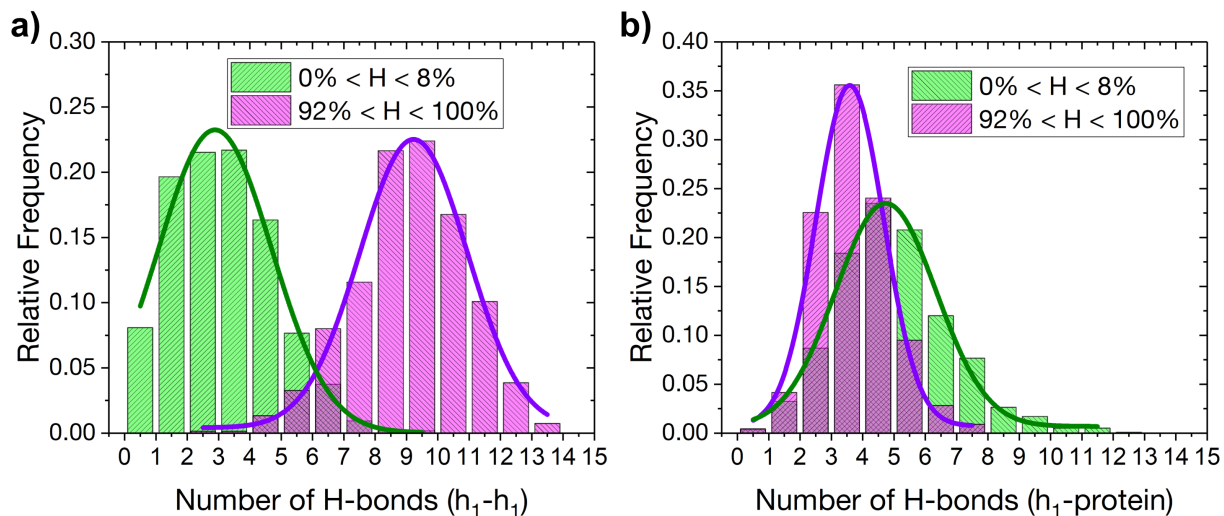 a)
0.30
0.25
0.20
0.15
0.10
0.05
0.00
Relative Frequency
0% < H < 8%
92% < H < 100%
0 1 2 3 4 5 6 7 8 9 10 11 12 13 14 15
Number of H-bonds (h₁-h₁)
b)
0.40
0.35
0.30
0.25
0.20
0.15
0.10
0.05
0.00
Relative Frequency
0% < H < 8%
92% < H < 100%
0 1 2 3 4 5 6 7 8 9 10 11 12 13 14 15
Number of H-bonds (h₁-protein)